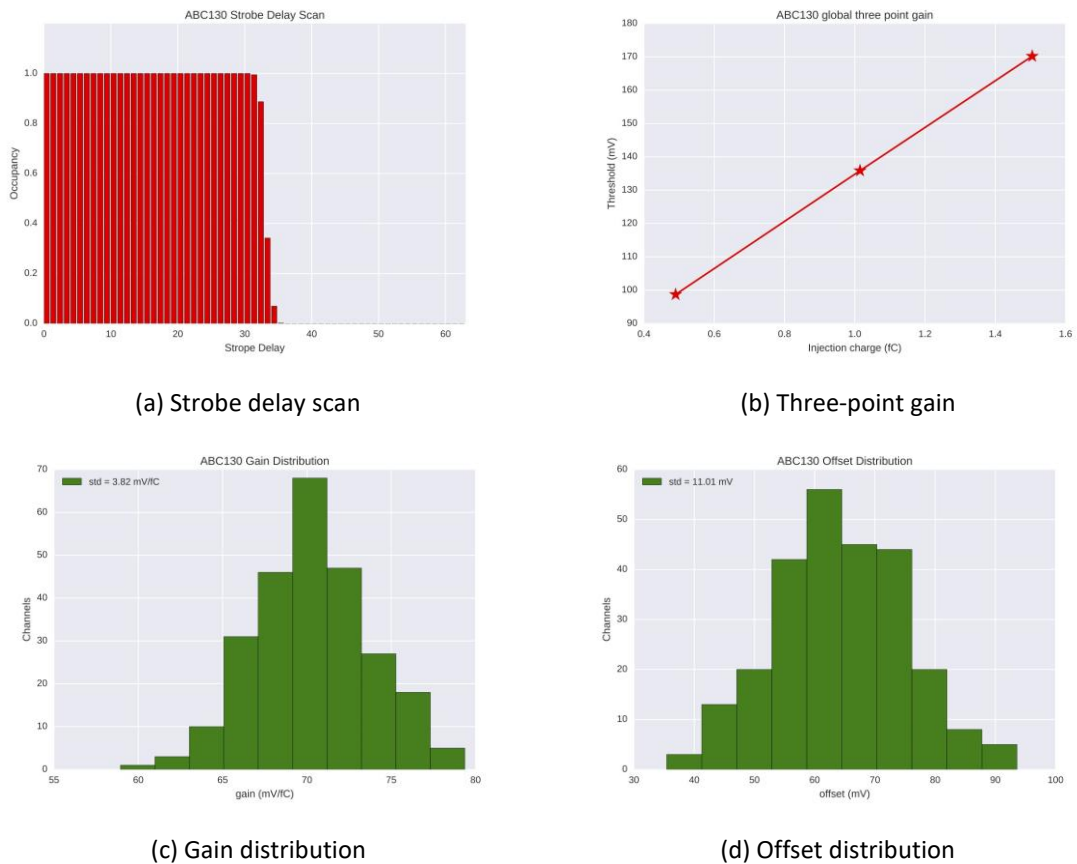 ABC130 Strobe Delay Scan
Occupancy
1.0
0.8
0.6
0.4
0.2
0.0
0 10 20 30 40 50 60
Strope Delay
(a) Strobe delay scan
ABC130 global three point gain
Threshold (mV)
180
170
160
150
140
130
120
110
100
90
0.4 0.6 0.8 1.0 1.2 1.4 1.6
Injection charge (fC)
(b) Three-point gain
ABC130 Gain Distribution
std = 3.82 mV/fC
Channels
70
60
50
40
30
20
10
0
55 60 65 70 75 80
gain (mV/fC)
(c) Gain distribution
ABC130 Offset Distribution
std = 11.01 mV
Channels
60
50
40
30
20
10
0
30 40 50 60 70 80 90 100
offset (mV)
(d) Offset distribution